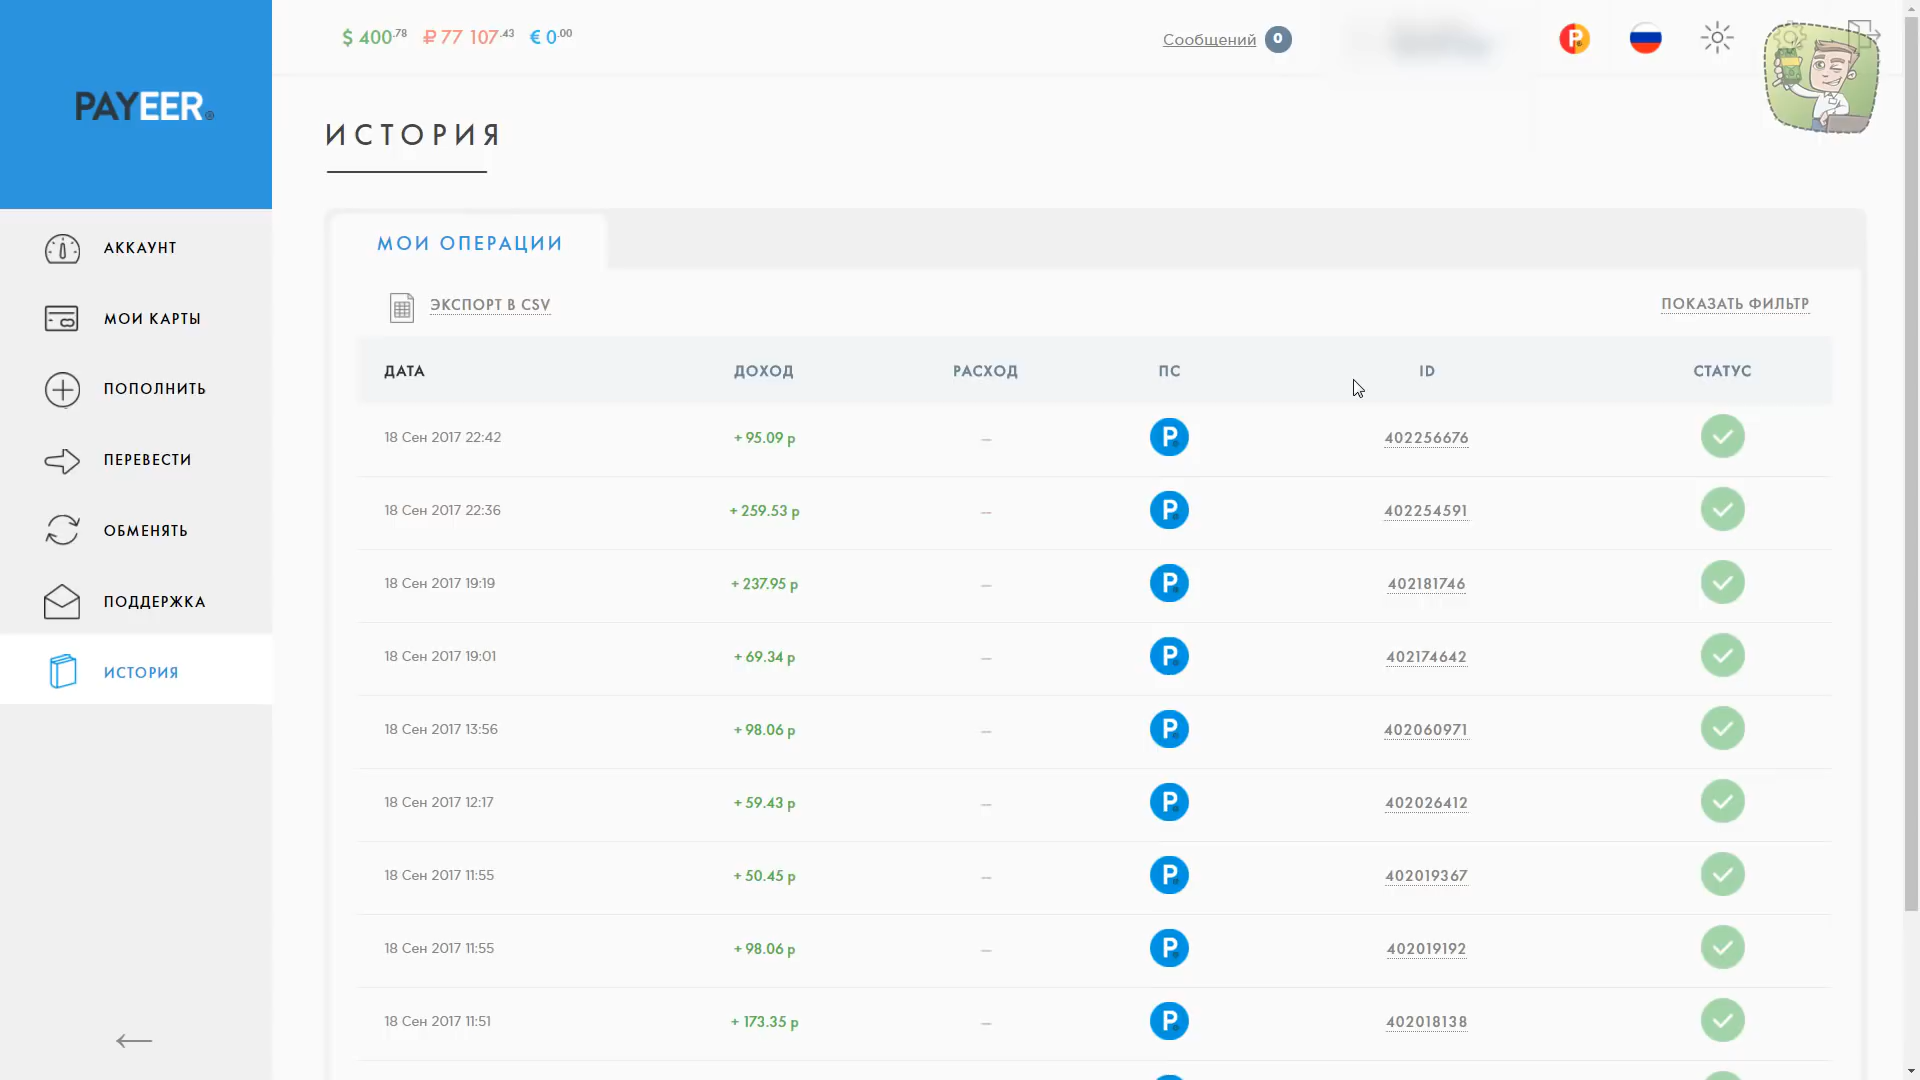 $ 400.78 ₽ 77 107.43 € 0.00
Сообщений 0
PAYEER®
ИСТОРИЯ
АККАУНТ
МОИ КАРТЫ
ПОПОЛНИТЬ
ПЕРЕВЕСТИ
ОБМЕНЯТЬ
ПОДДЕРЖКА
ИСТОРИЯ
МОИ ОПЕРАЦИИ
ЭКСПОРТ В CSV
ПОКАЗАТЬ ФИЛЬТР
ДАТА ДОХОД РАСХОД ПС ID СТАТУС
18 Сен 2017 22:42 + 95.09 р — P 402256676
18 Сен 2017 22:36 + 259.53 р — P 402254591
18 Сен 2017 19:19 + 237.95 р — P 402181746
18 Сен 2017 19:01 + 69.34 р — P 402174642
18 Сен 2017 13:56 + 98.06 р — P 402060971
18 Сен 2017 12:17 + 59.43 р — P 402026412
18 Сен 2017 11:55 + 50.45 р — P 402019367
18 Сен 2017 11:55 + 98.06 р — P 402019192
18 Сен 2017 11:51 + 173.35 р — P 402018138